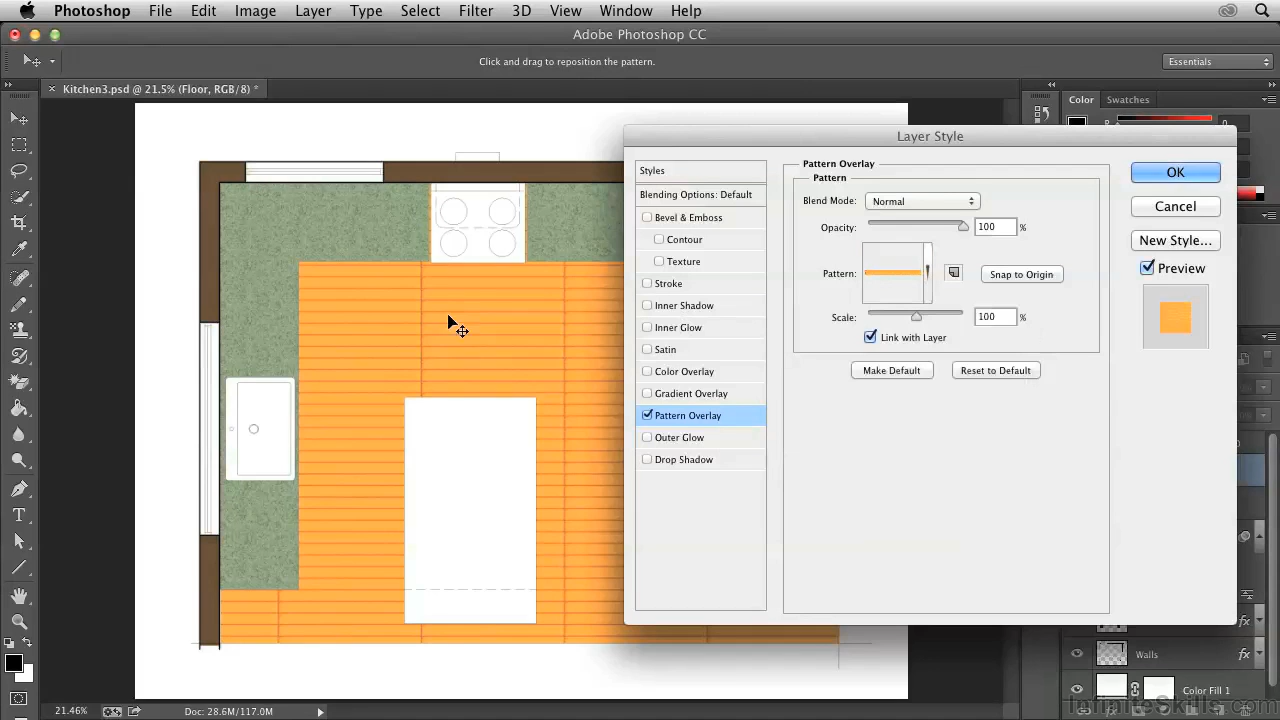 Photoshop File Edit Image Layer Type Select Filter 3D View Window Help
Adobe Photoshop CC
Click and drag to reposition the pattern.
Essentials
× Kitchen3.psd @ 21.5% (Floor, RGB/8) *
Color Swatches
Layer Style
Styles
Blending Options: Default
Bevel & Emboss
Contour
Texture
Stroke
Inner Shadow
Inner Glow
Satin
Color Overlay
Gradient Overlay
Pattern Overlay
Outer Glow
Drop Shadow
Pattern Overlay
Pattern
Blend Mode: Normal
Opacity: 100 %
Pattern: Snap to Origin
Scale: 100 %
Link with Layer
Make Default Reset to Default
OK
Cancel
New Style...
Preview
fx
Walls fx
Color Fill 1
21.46% Doc: 28.6M/117.0M
InfiniteSkills.com